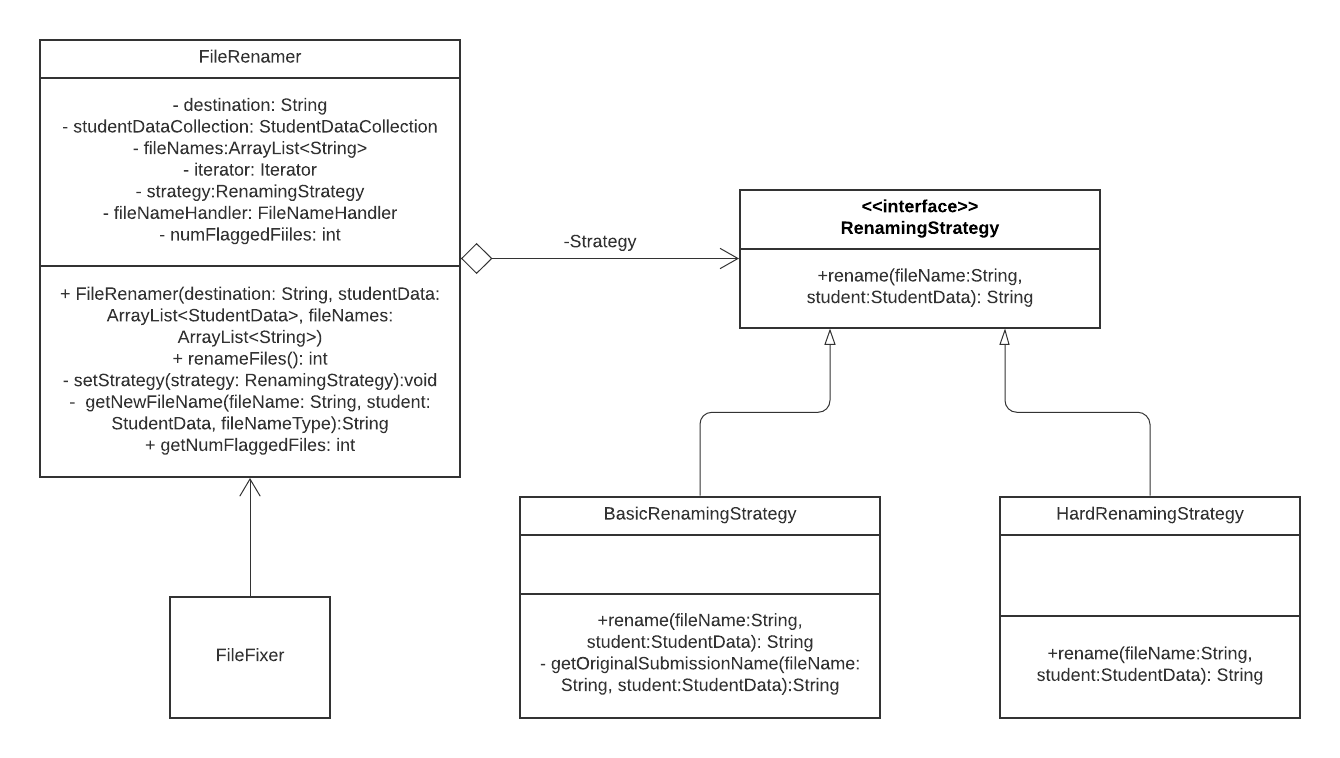 FileRenamer
- destination: String
- studentDataCollection: StudentDataCollection
- fileNames:ArrayList<String>
- iterator: Iterator
- strategy:RenamingStrategy
- fileNameHandler: FileNameHandler
- numFlaggedFiiles: int
+ FileRenamer(destination: String, studentData:
ArrayList<StudentData>, fileNames:
ArrayList<String>)
+ renameFiles(): int
- setStrategy(strategy: RenamingStrategy):void
- getNewFileName(fileName: String, student:
StudentData, fileNameType):String
+ getNumFlaggedFiles: int
-Strategy
<<interface>>
RenamingStrategy
+rename(fileName:String,
student:StudentData): String
FileFixer
BasicRenamingStrategy
+rename(fileName:String,
student:StudentData): String
- getOriginalSubmissionName(fileName:
String, student:StudentData):String
HardRenamingStrategy
+rename(fileName:String,
student:StudentData): String